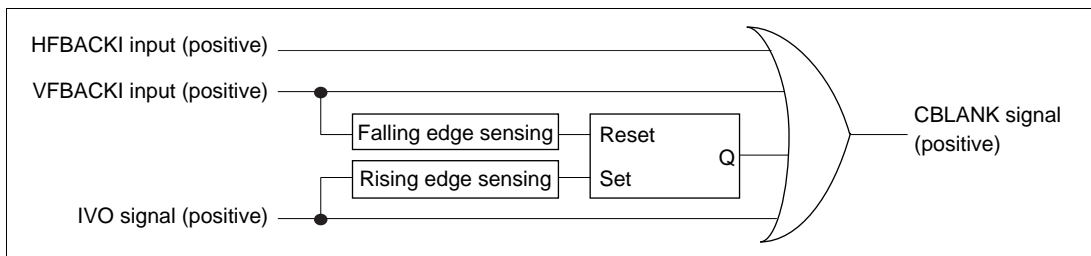 HFBACKI input (positive)
VFBACKI input (positive)
Falling edge sensing
Rising edge sensing
Reset
Q
Set
IVO signal (positive)
CBLANK signal
(positive)